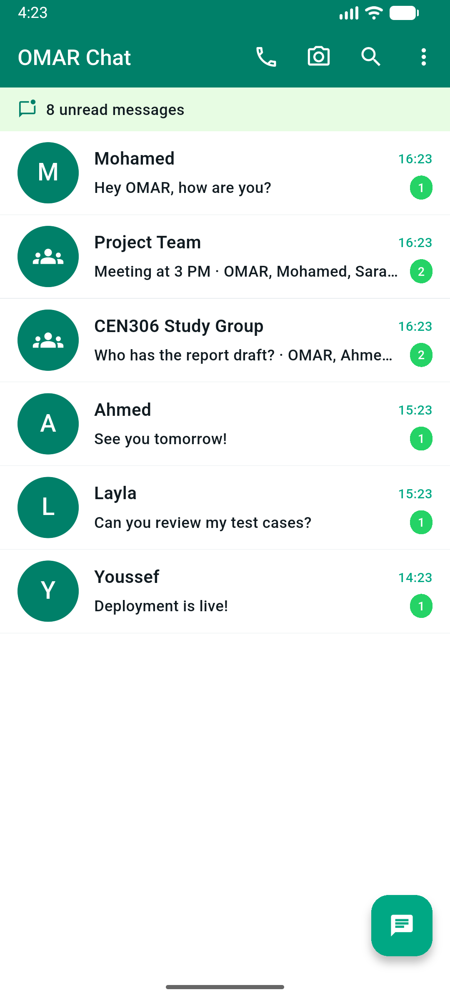 4:23
OMAR Chat
8 unread messages
M
Mohamed
16:23
Hey OMAR, how are you?
1
Project Team
16:23
Meeting at 3 PM · OMAR, Mohamed, Sara…
2
CEN306 Study Group
16:23
Who has the report draft? · OMAR, Ahme…
2
A
Ahmed
15:23
See you tomorrow!
1
L
Layla
15:23
Can you review my test cases?
1
Y
Youssef
14:23
Deployment is live!
1